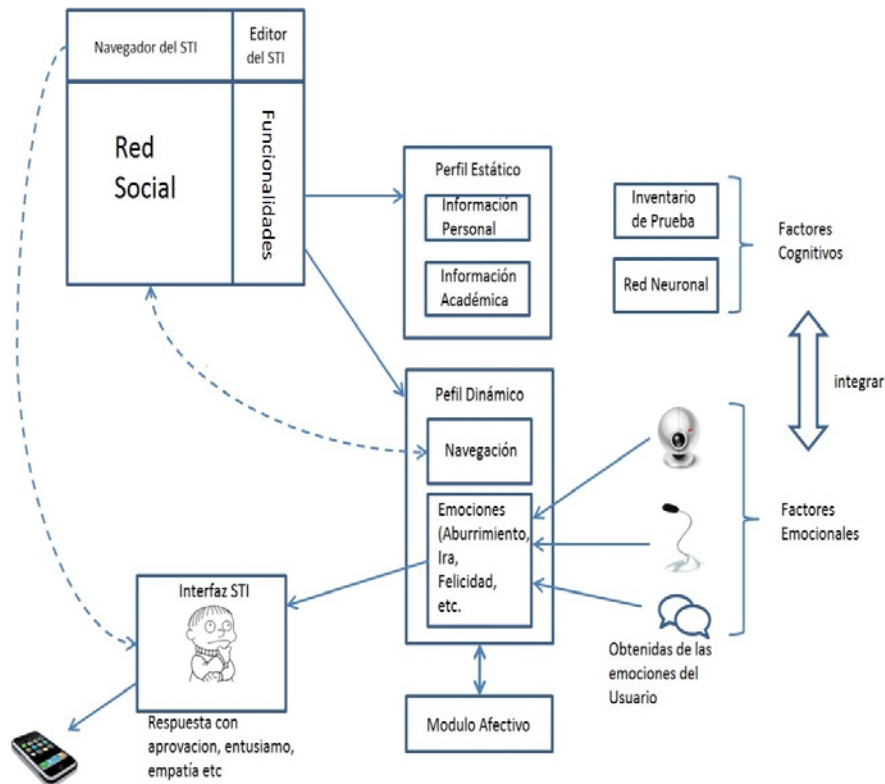 Navegador del STI
Editor
del STI
Red
Social
Funcionalidades
Perfil Estático
Información
Personal
Información
Académica
Inventario
de Prueba
Red Neuronal
Factores
Cognitivos
integrar
Pefil Dinámico
Navegación
Emociones
(Aburrimiento,
Ira,
Felicidad,
etc.
Factores
Emocionales
Obtenidas de las
emociones del
Usuario
Interfaz STI
Respuesta con
aprovacion, entusiamo,
empatía etc
Modulo Afectivo